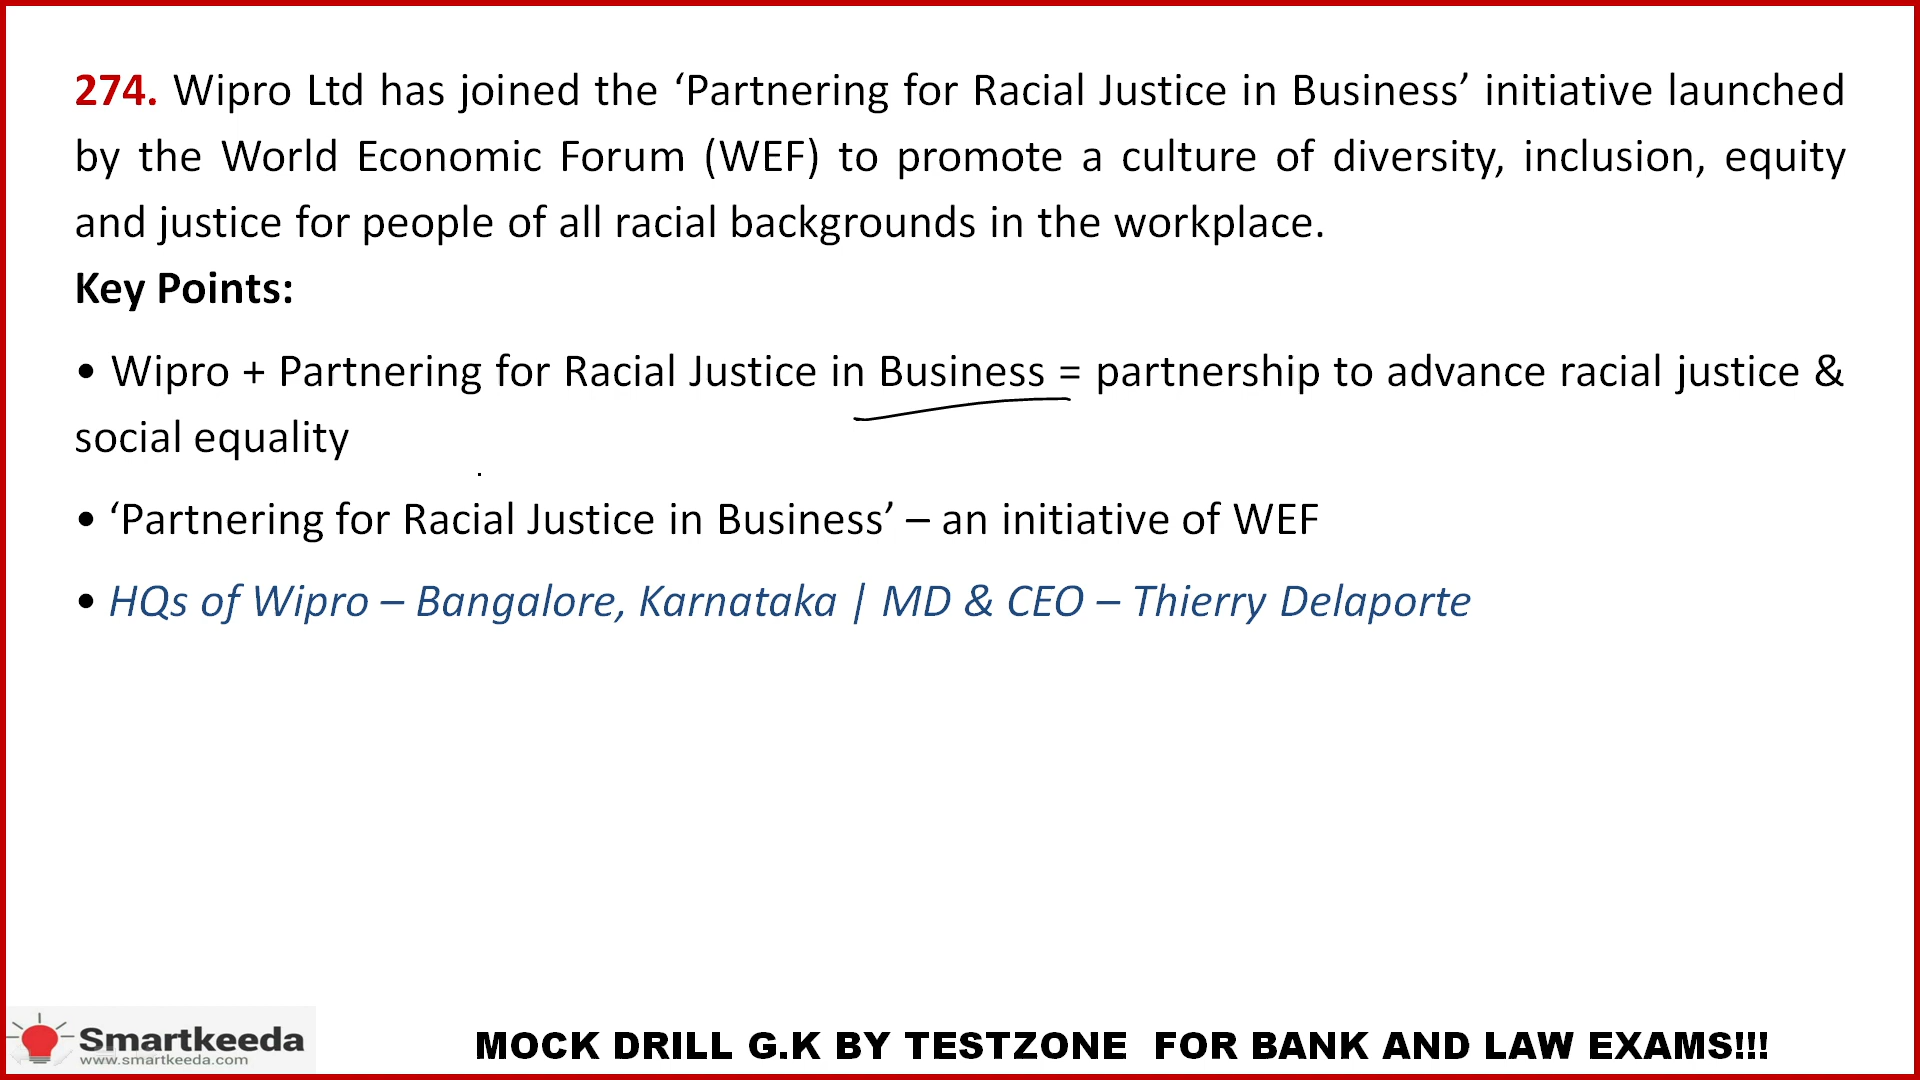 274. Wipro Ltd has joined the ‘Partnering for Racial Justice in Business’ initiative launched
by the World Economic Forum (WEF) to promote a culture of diversity, inclusion, equity
and justice for people of all racial backgrounds in the workplace.
Key Points:
• Wipro + Partnering for Racial Justice in Business = partnership to advance racial justice &
social equality
• ‘Partnering for Racial Justice in Business’ – an initiative of WEF
• HQs of Wipro – Bangalore, Karnataka | MD & CEO – Thierry Delaporte
Smartkeeda
www.smartkeeda.com
MOCK DRILL G.K BY TESTZONE FOR BANK AND LAW EXAMS!!!